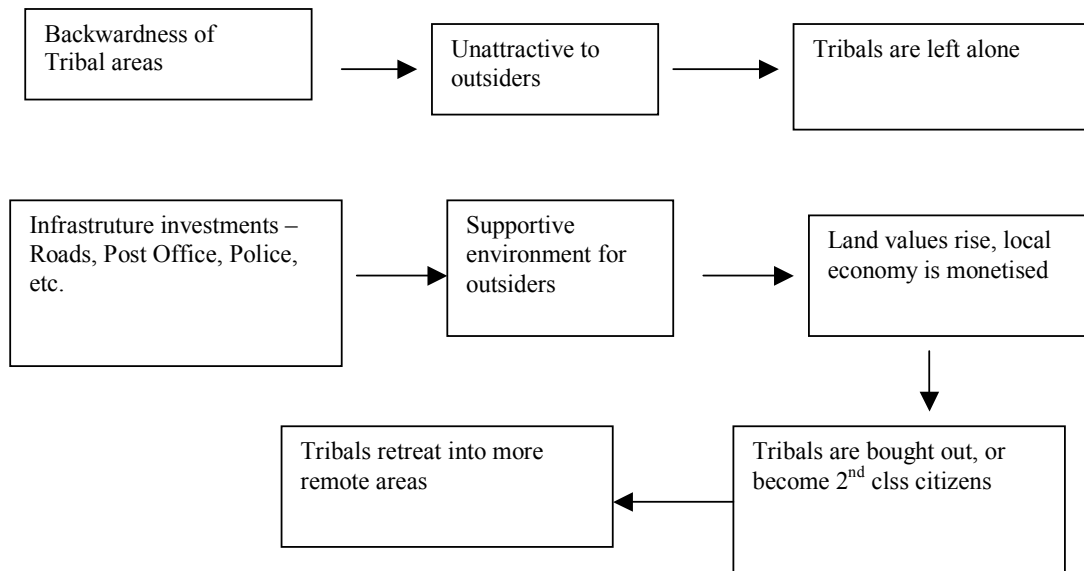 Backwardness of
Tribal areas
Unattractive to
outsiders
Tribals are left alone
Infrastruture investments –
Roads, Post Office, Police,
etc.
Supportive
environment for
outsiders
Land values rise, local
economy is monetised
Tribals retreat into more
remote areas
Tribals are bought out, or
become 2nd clss citizens